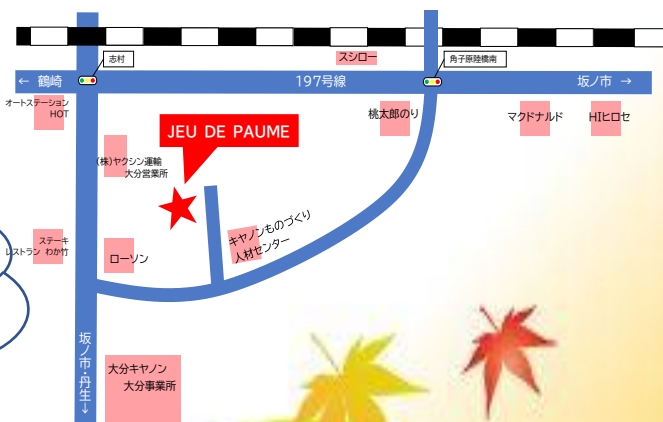 スシロー
志村
角子原陸橋南
← 鶴崎
197号線
坂ノ市 →
オートステーション
HOT
桃太郎のり
マクドナルド
HIヒロセ
JEU DE PAUME
(株)ヤクシン運輸
大分営業所
キヤノンものづくり
人材センター
ステーキ
レストラン わか竹
ローソン
坂ノ市・丹生→
大分キヤノン
大分事業所